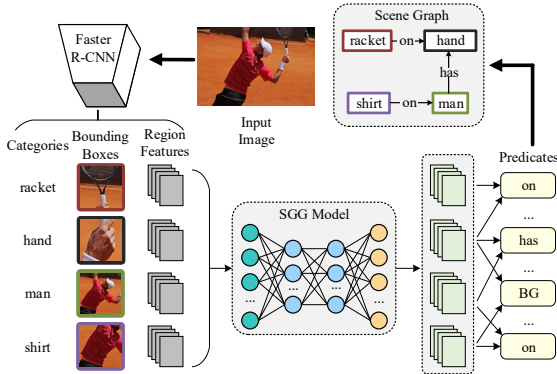 Faster
R-CNN
Input
Image
Scene Graph
racket
on
hand
has
shirt
on
man
Categories
Bounding
Boxes
Region
Features
racket
hand
man
shirt
SGG Model
...
...
...
...
Predicates
on
...
has
...
BG
...
on